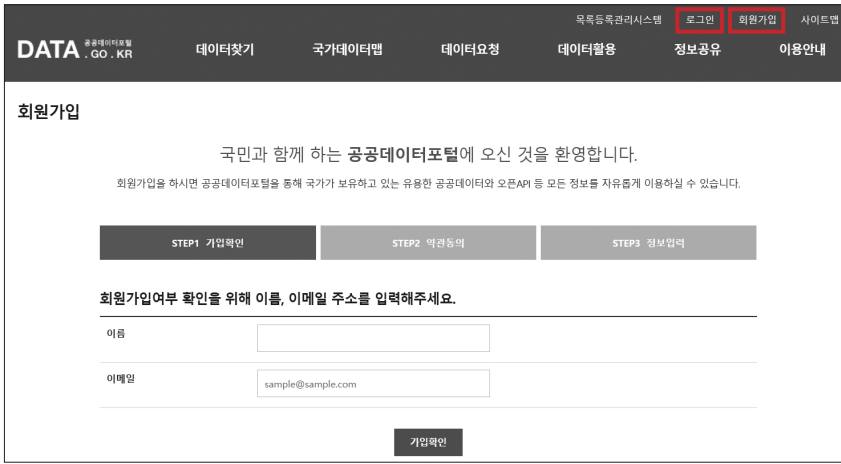 목록등록관리시스템 로그인 회원가입 사이트맵
DATA 공공데이터포털 .GO.KR 데이터찾기 국가데이터맵 데이터요청 데이터활용 정보공유 이용안내
회원가입
국민과 함께 하는 공공데이터포털에 오신 것을 환영합니다.
회원가입을 하시면 공공데이터포털을 통해 국가가 보유하고 있는 유용한 공공데이터와 오픈API 등 모든 정보를 자유롭게 이용하실 수 있습니다.
STEP1 가입확인 STEP2 약관동의 STEP3 정보입력
회원가입여부 확인을 위해 이름, 이메일 주소를 입력해주세요.
이름
이메일 sample@sample.com
가입확인